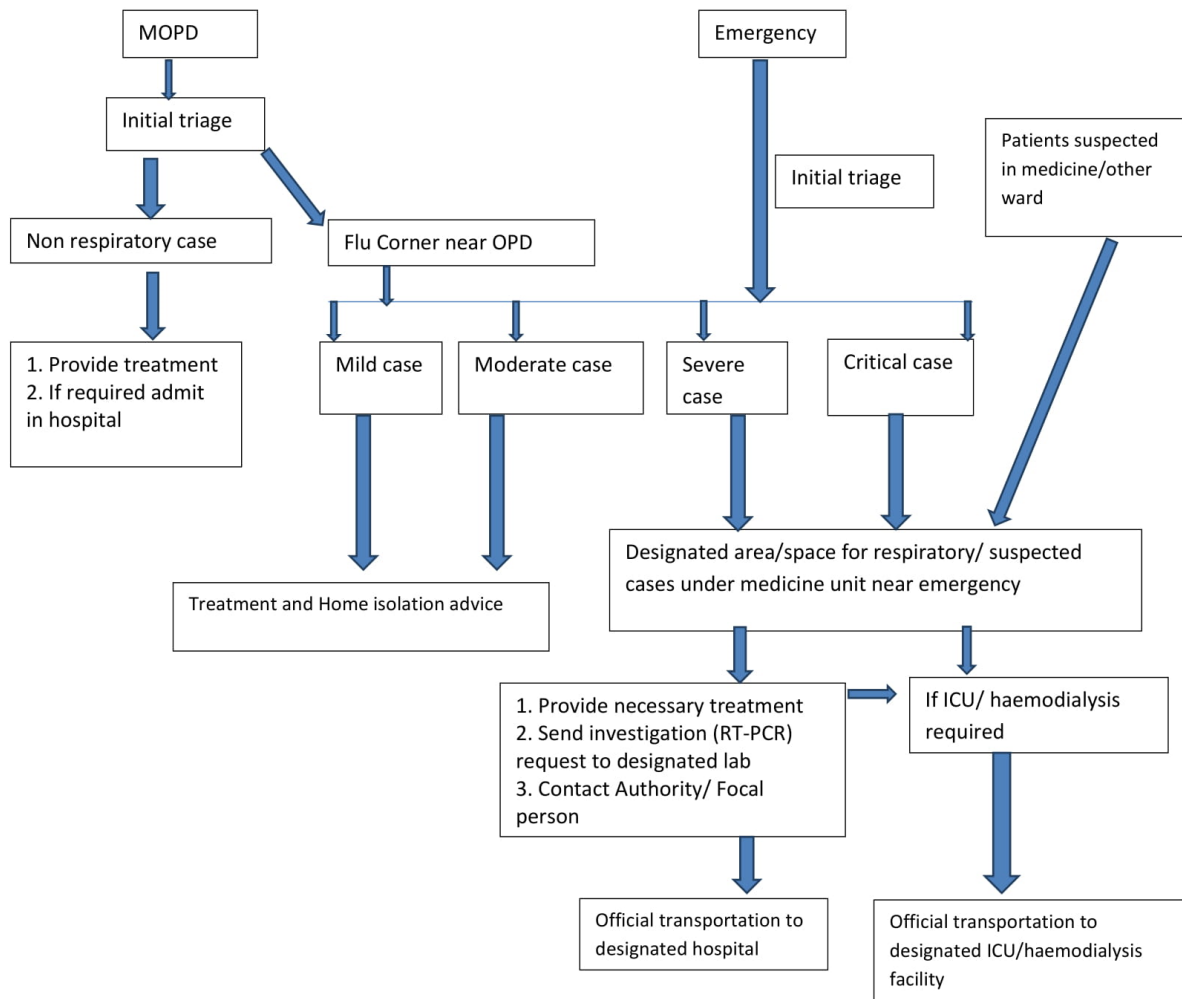 MOPD
Emergency
Initial triage
Patients suspected
in medicine/other
ward
Initial triage
Non respiratory case
Flu Corner near OPD
1. Provide treatment
2. If required admit
in hospital
Mild case
Moderate case
Severe
case
Critical case
Designated area/space for respiratory/ suspected
cases under medicine unit near emergency
Treatment and Home isolation advice
1. Provide necessary treatment
2. Send investigation (RT-PCR)
request to designated lab
3. Contact Authority/ Focal
person
If ICU/ haemodialysis
required
Official transportation to
designated hospital
Official transportation to
designated ICU/haemodialysis
facility